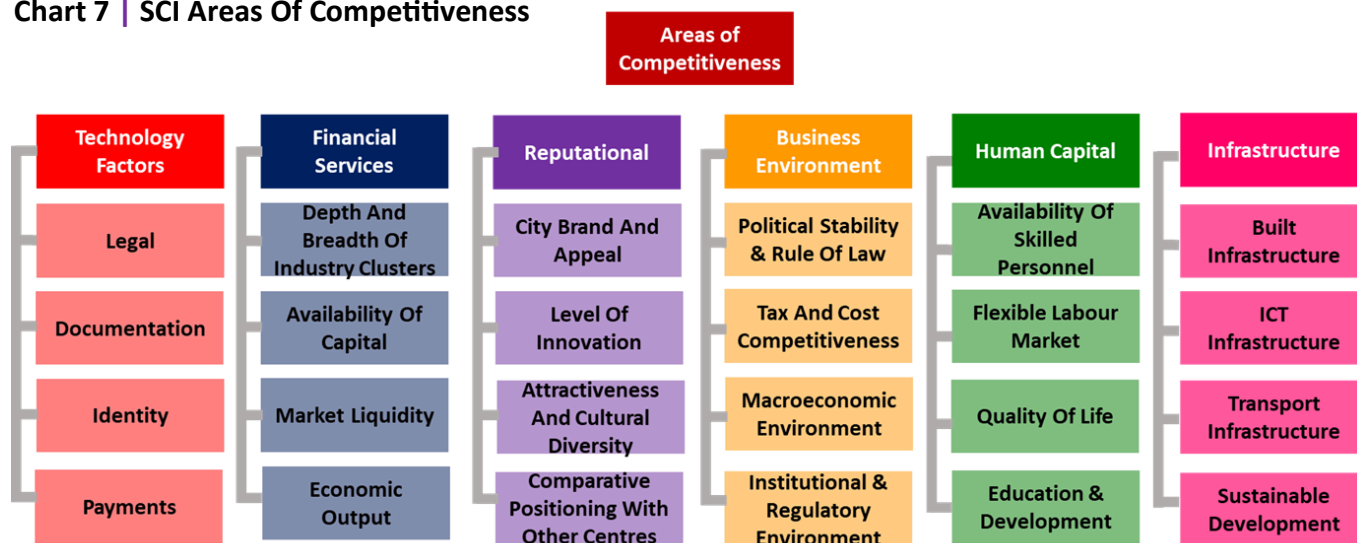 Chart 7 | SCI Areas Of Competitiveness
Areas of
Competitiveness
Technology
Factors
Legal
Documentation
Identity
Payments
Financial
Services
Depth And
Breadth Of
Industry Clusters
Availability Of
Capital
Market Liquidity
Economic
Output
Reputational
City Brand And
Appeal
Level Of
Innovation
Attractiveness
And Cultural
Diversity
Comparative
Positioning With
Other Centres
Business
Environment
Political Stability
& Rule Of Law
Tax And Cost
Competitiveness
Macroeconomic
Environment
Institutional &
Regulatory
Environment
Human Capital
Availability Of
Skilled
Personnel
Flexible Labour
Market
Quality Of Life
Education &
Development
Infrastructure
Built
Infrastructure
ICT
Infrastructure
Transport
Infrastructure
Sustainable
Development